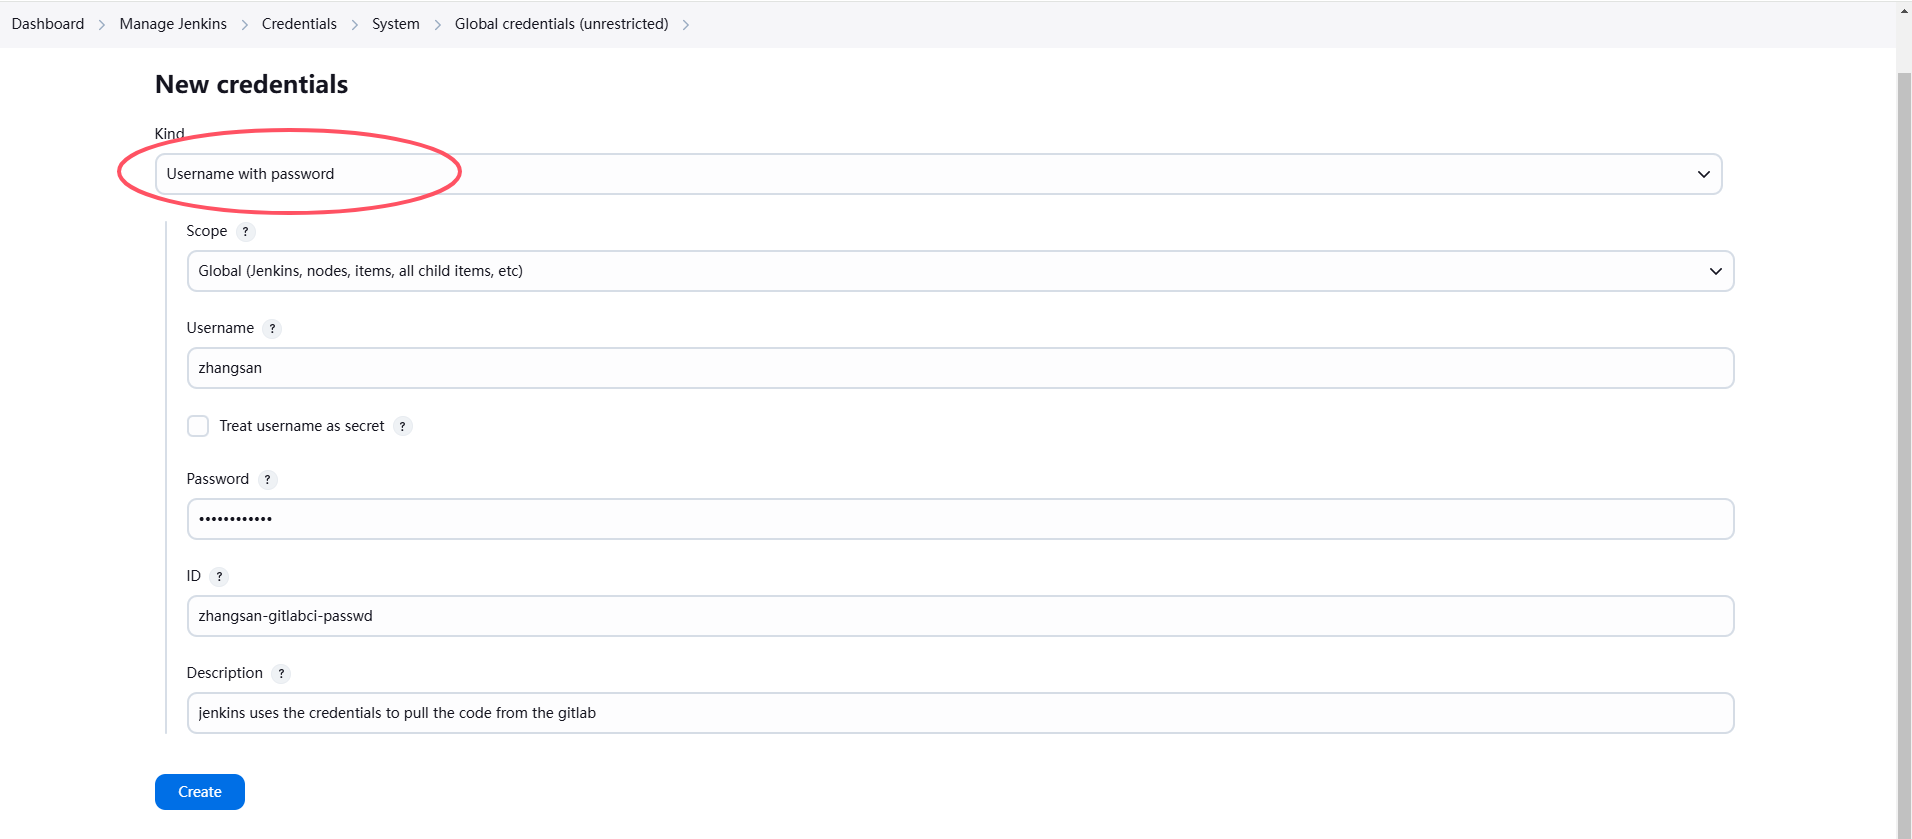 Dashboard > Manage Jenkins > Credentials > System > Global credentials (unrestricted) >
New credentials
Kind
Username with password
Scope ?
Global (Jenkins, nodes, items, all child items, etc)
Username ?
zhangsan
Treat username as secret ?
Password ?
••••••••••••
ID ?
zhangsan-gitlabci-passwd
Description ?
jenkins uses the credentials to pull the code from the gitlab
Create